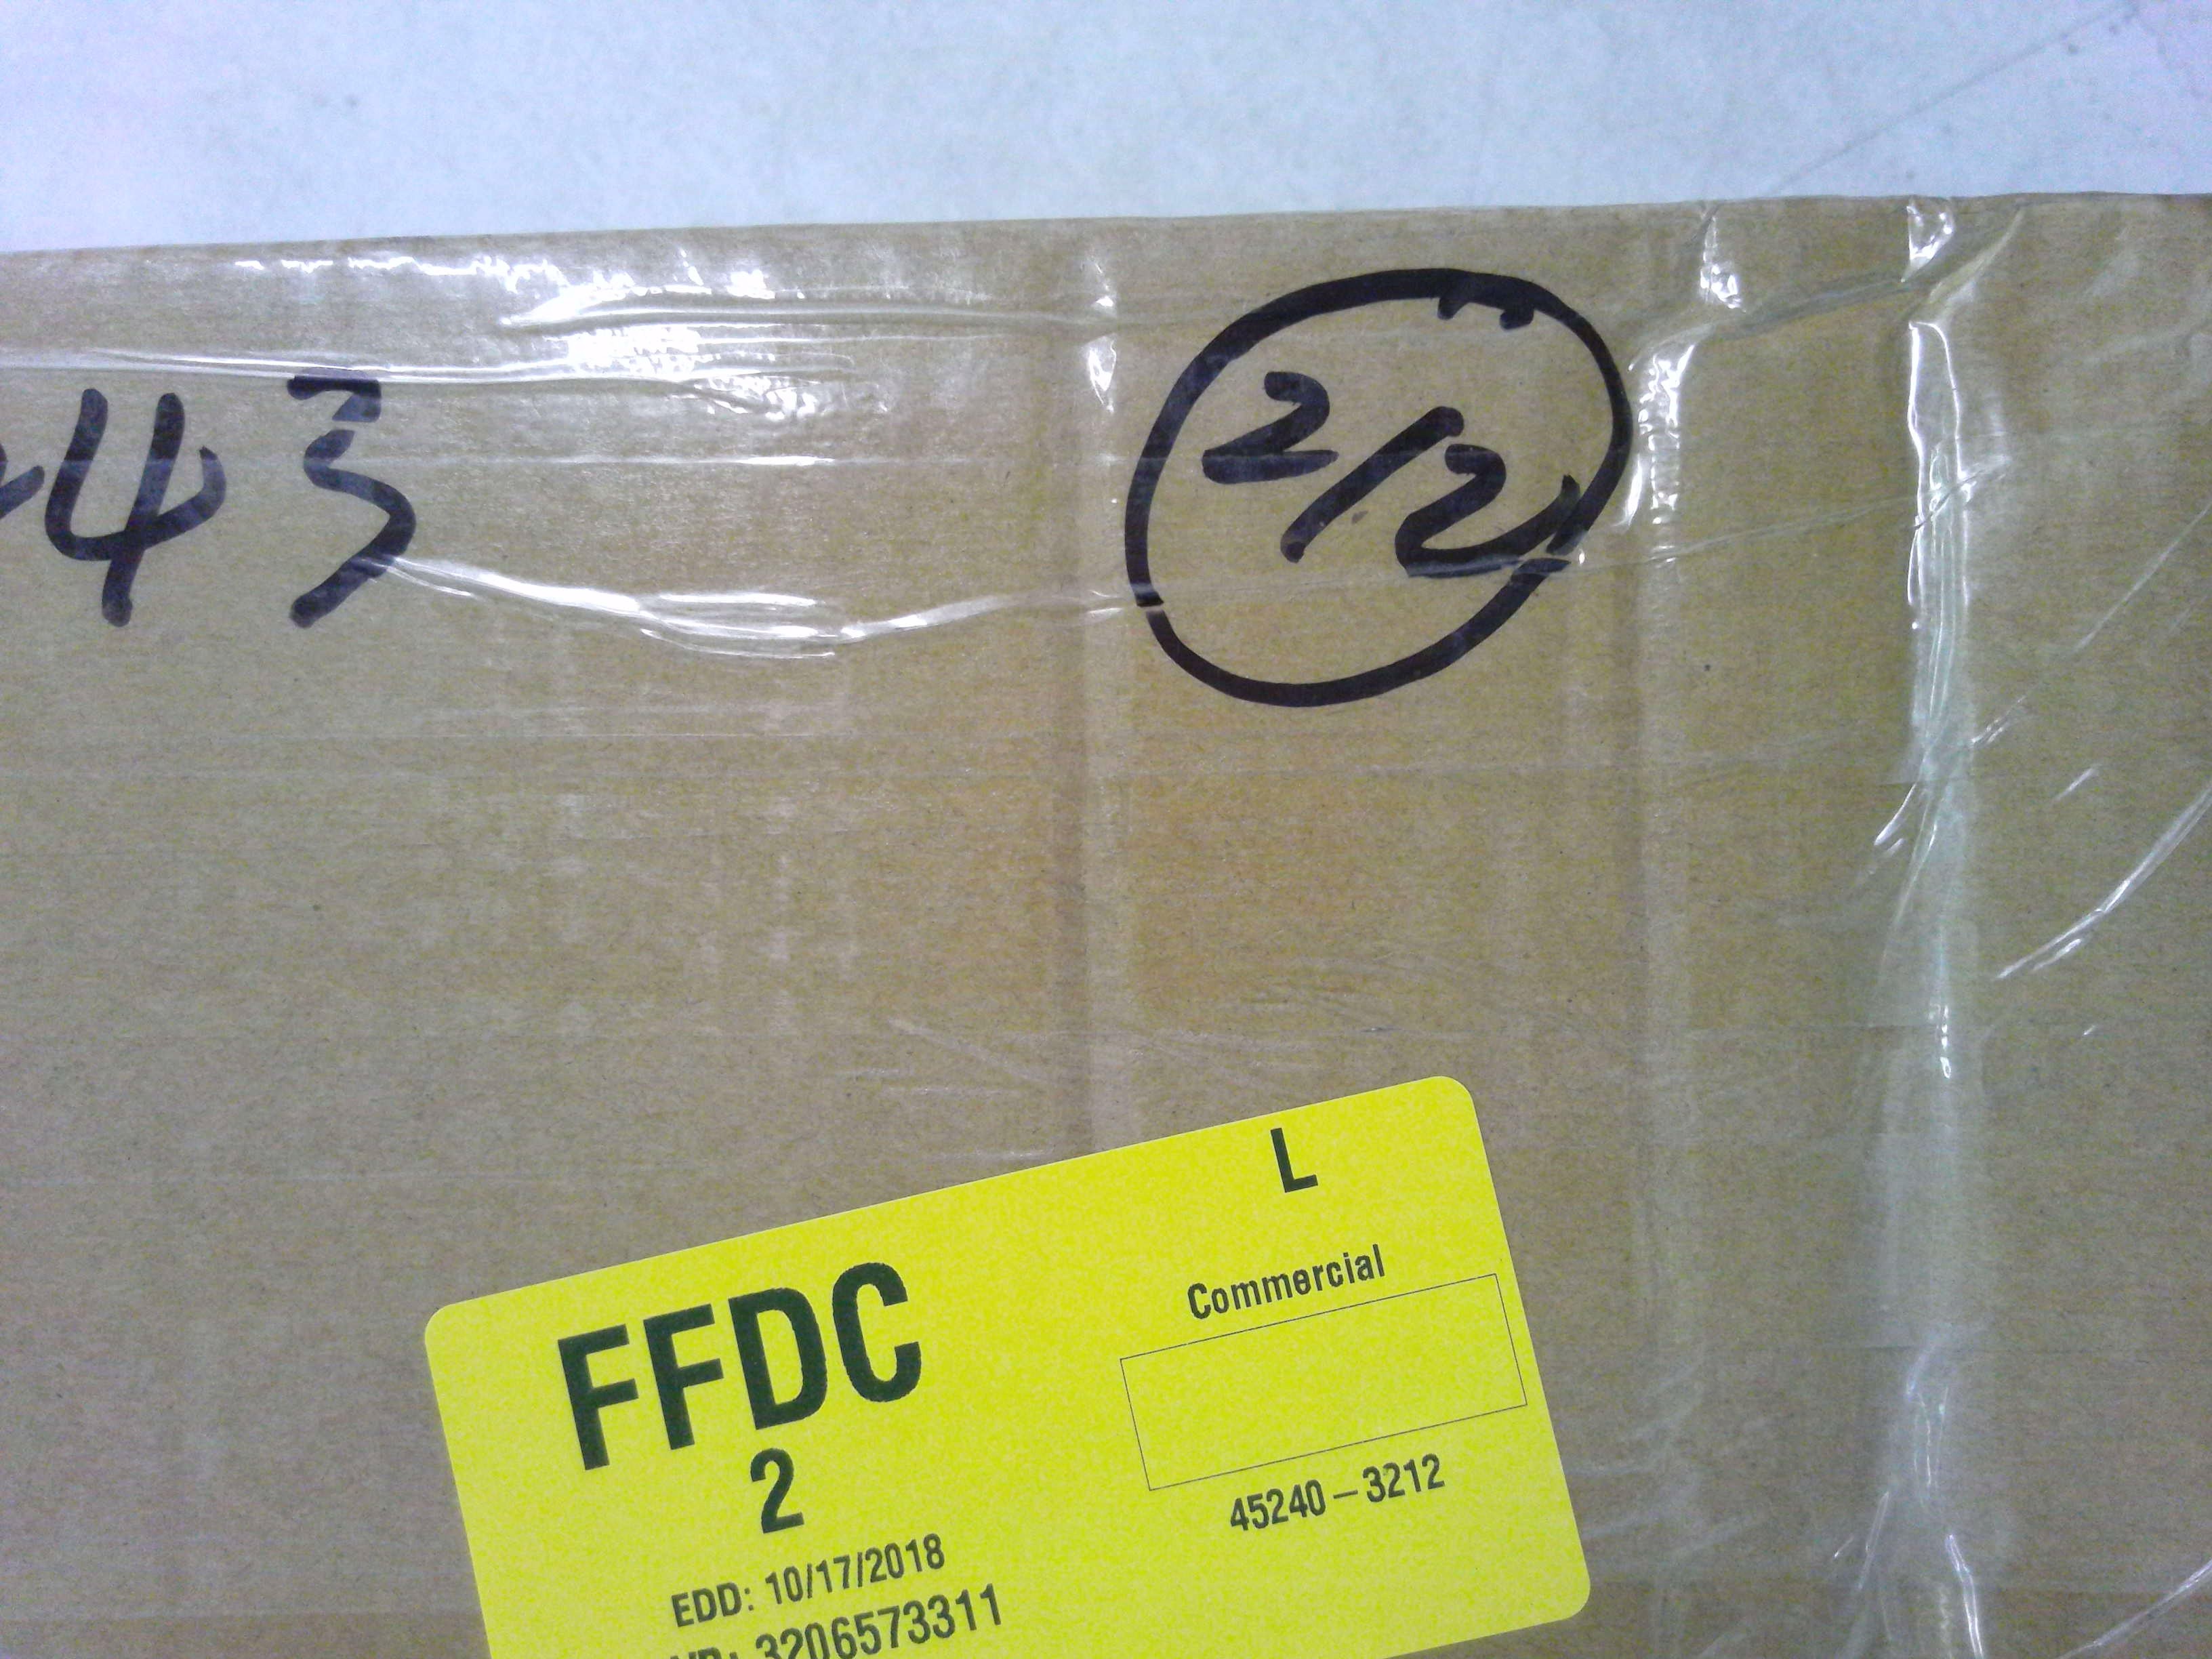 43
2/2
L
FFDC
Commercial
2
45240-3212
EDD: 10/17/2018
3206573311